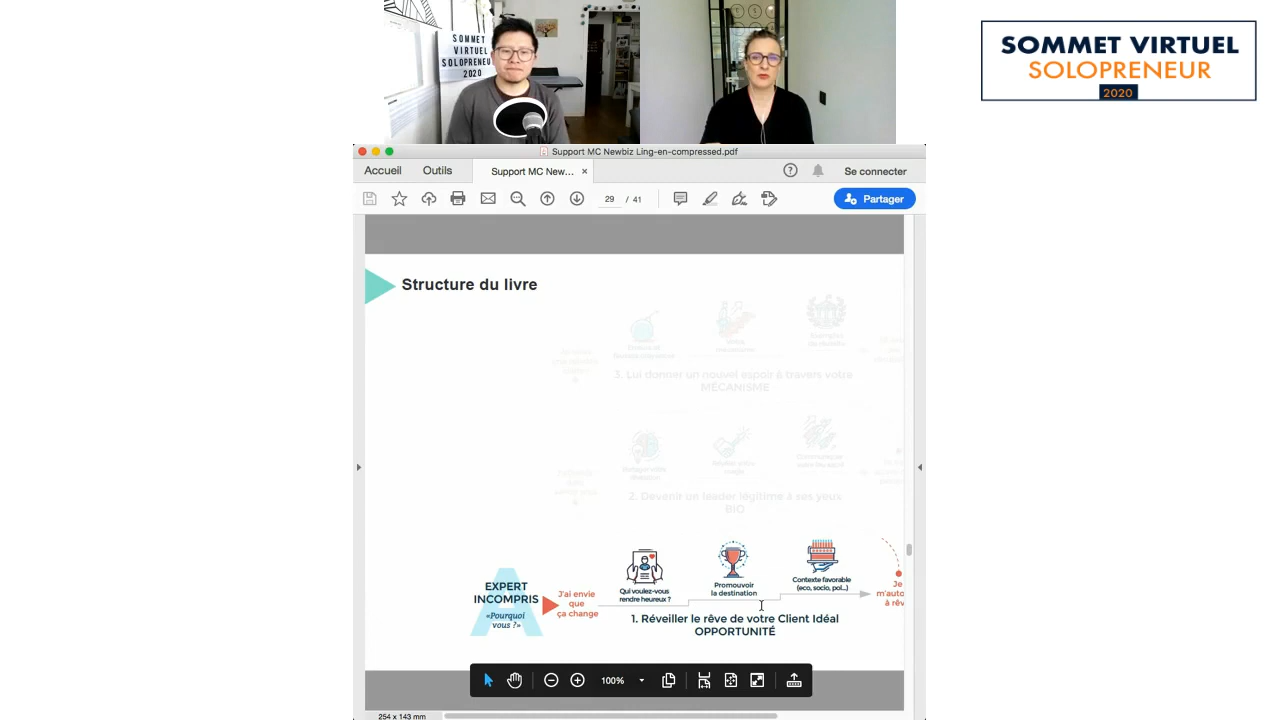 SOMMET
VIRTUEL
SOLOPRENEUR
2020
SOMMET VIRTUEL
SOLOPRENEUR
2020
Support MC Newbiz Ling-en-compressed.pdf
Accueil
Outils
Support MC New...
×
?
Se connecter
29 / 41
Partager
Structure du livre
3. Lui donner un nouvel espoir à travers votre
MÉCANISME
2. Devenir un leader légitime à ses yeux
BIO
EXPERT
INCOMPRIS
«Pourquoi
vous ?»
J'ai envie
que
ça change
Qui voulez-vous
rendre heureux ?
Promouvoir
la destination
Contexte favorable
(eco, socio, pol...)
Je
m'auto
à rêv
1. Réveiller le rêve de votre Client Idéal
OPPORTUNITÉ
100%
254 x 143 mm